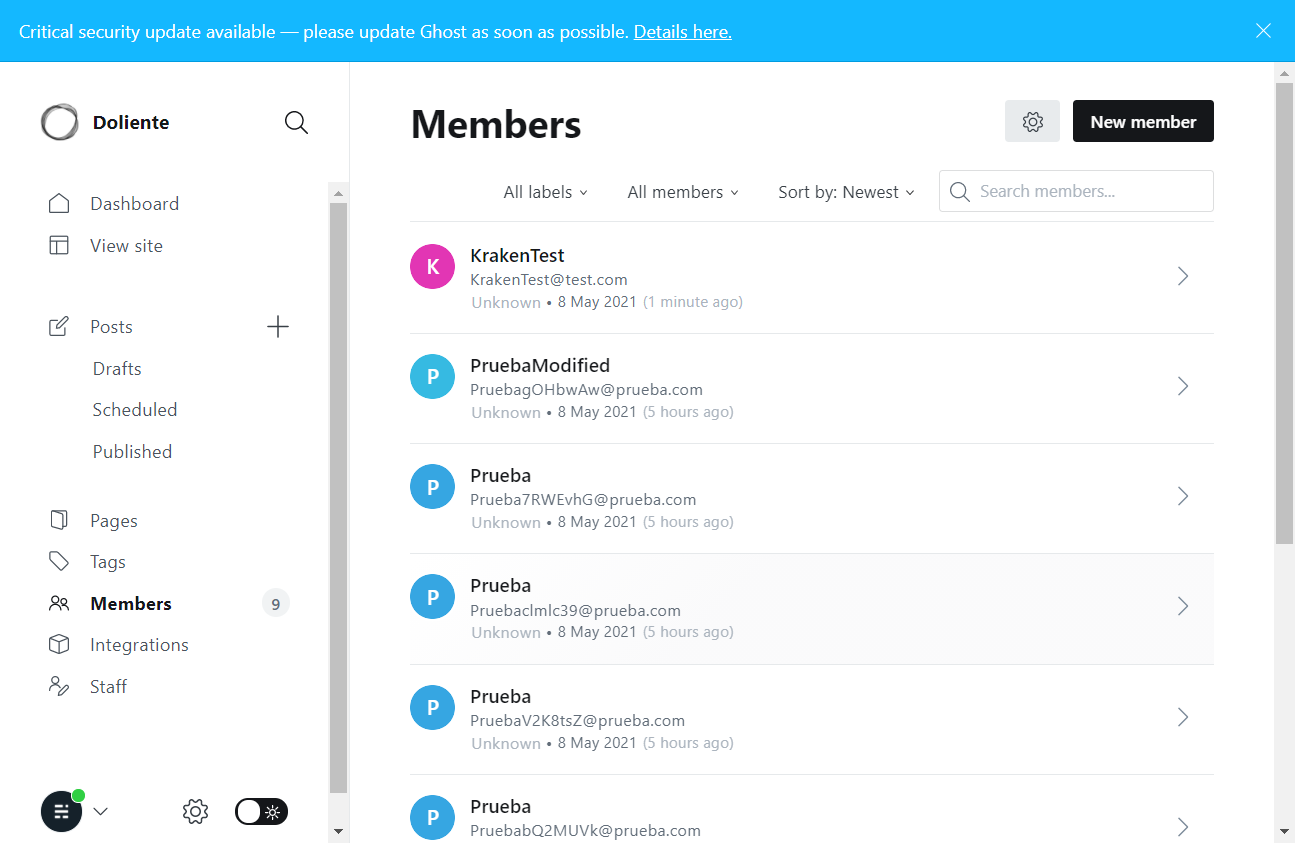 Critical security update available — please update Ghost as soon as possible. Details here.
Doliente
Dashboard
View site
Posts
Drafts
Scheduled
Published
Pages
Tags
Members 9
Integrations
Staff
Members
New member
All labels
All members
Sort by: Newest
Search members...
K
KrakenTest
KrakenTest@test.com
Unknown • 8 May 2021 (1 minute ago)
P
PruebaModified
PruebagOHbwAw@prueba.com
Unknown • 8 May 2021 (5 hours ago)
P
Prueba
Prueba7RWEvhG@prueba.com
Unknown • 8 May 2021 (5 hours ago)
P
Prueba
Pruebaclmlc39@prueba.com
Unknown • 8 May 2021 (5 hours ago)
P
Prueba
PruebaV2K8tsZ@prueba.com
Unknown • 8 May 2021 (5 hours ago)
P
Prueba
PruebabQ2MUVk@prueba.com